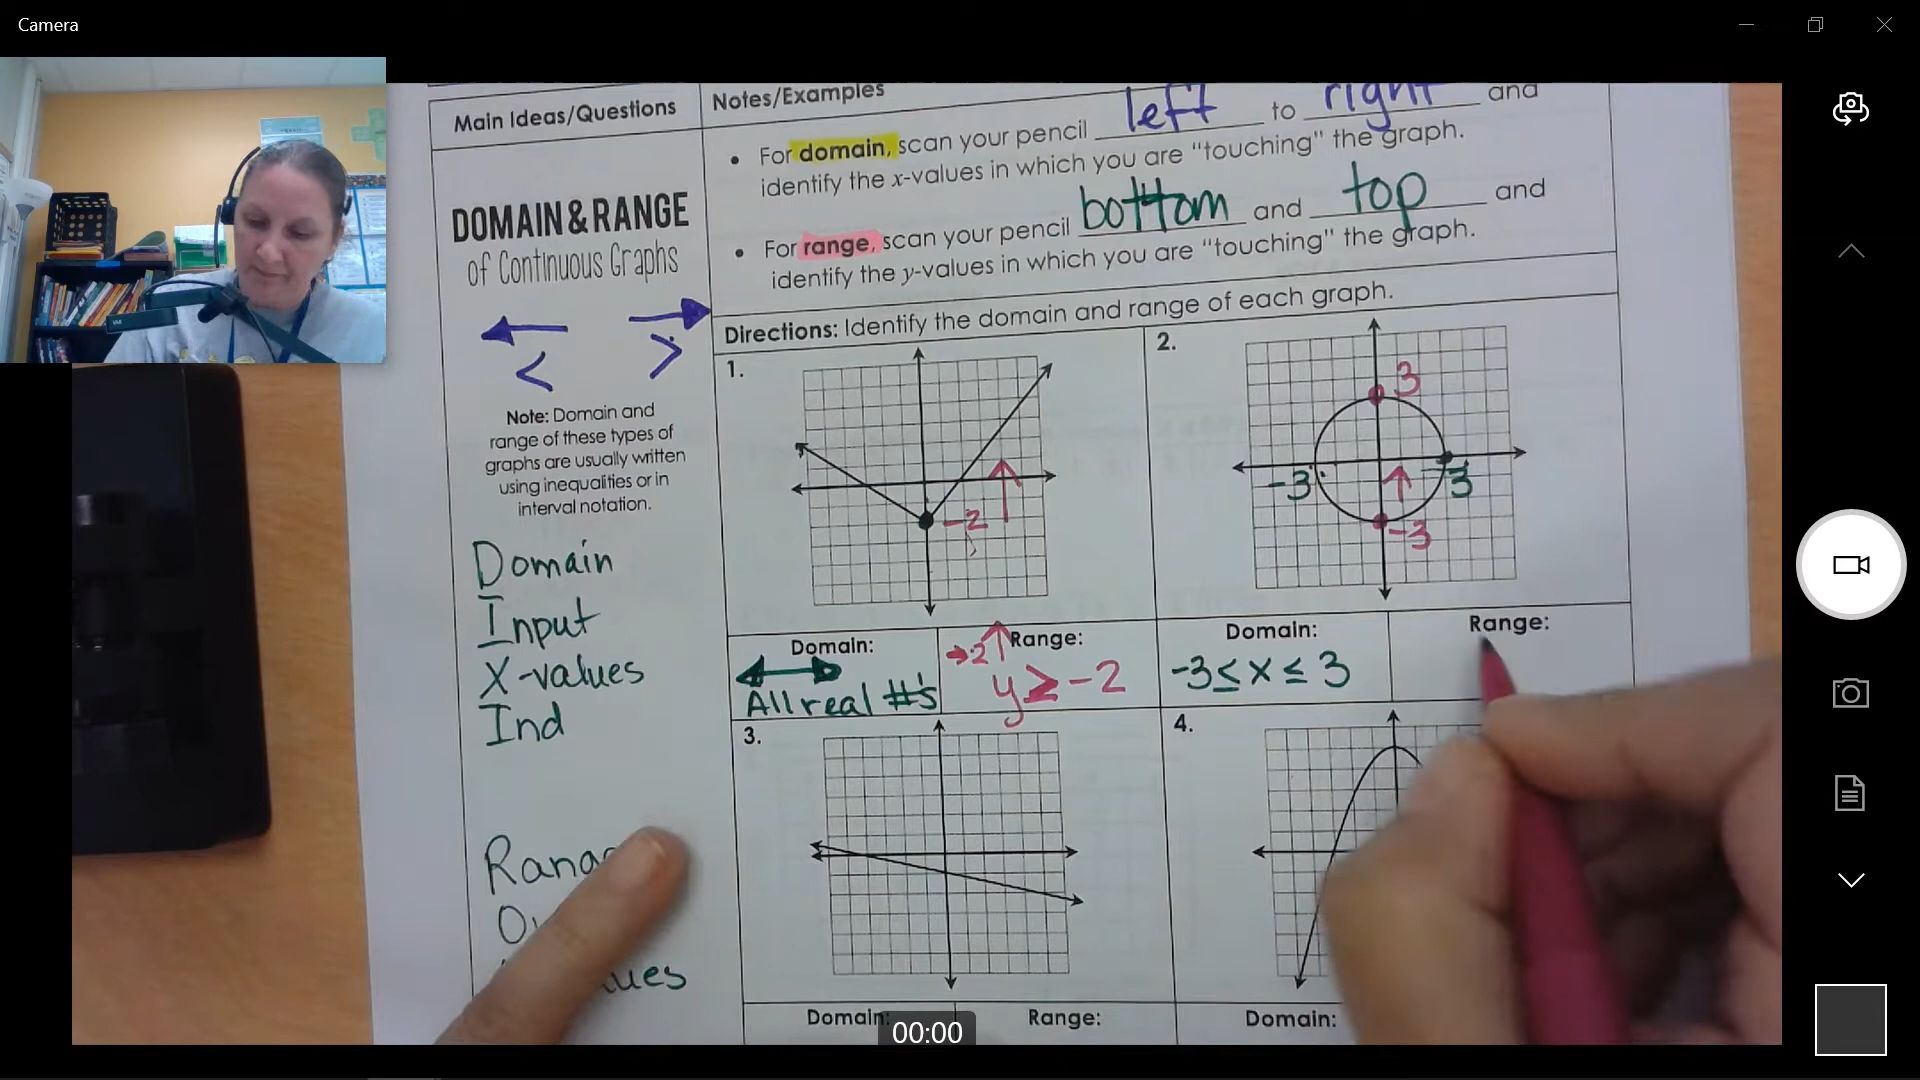 Camera
Main Ideas/Questions
Notes/Examples
• For domain, scan your pencil left to right and
identify the x-values in which you are "touching" the graph.
• For range, scan your pencil bottom and top and
identify the y-values in which you are "touching" the graph.
DOMAIN & RANGE
of Continuous Graphs
< >
Note: Domain and
range of these types of
graphs are usually written
using inequalities or in
interval notation.
Domain
Input
X-values
Ind
Directions: Identify the domain and range of each graph.
1.
-2
2.
3
-3
3
-3
Domain:
All real #'s
Range:
y ≥ -2
Domain:
-3 ≤ x ≤ 3
Range:
3.
4.
Domain:
Range:
Domain:
00:00